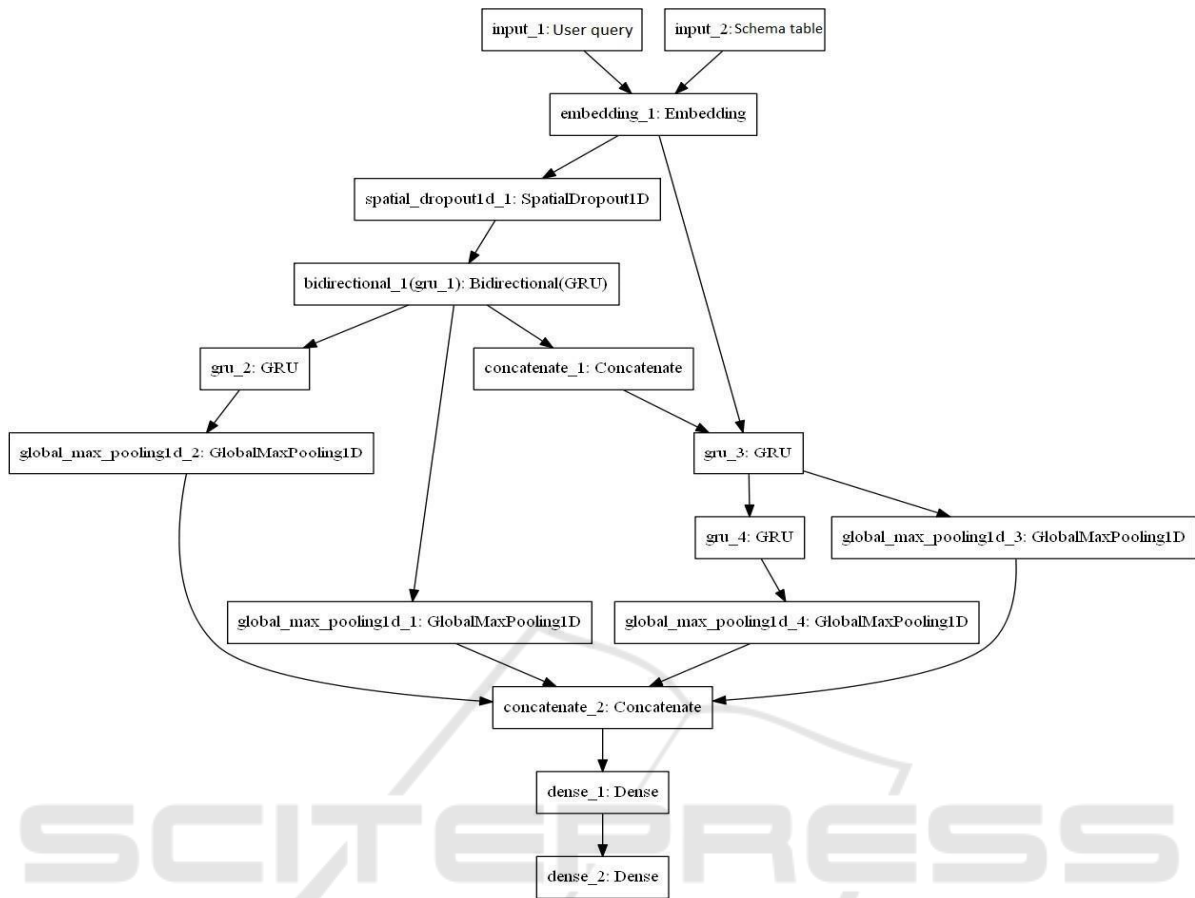 input_1: User query
input_2: Schema table
embedding_1: Embedding
spatial_dropout1d_1: SpatialDropout1D
bidirectional_1(gru_1): Bidirectional(GRU)
gru_2: GRU
concatenate_1: Concatenate
global_max_pooling1d_2: GlobalMaxPooling1D
gru_3: GRU
gru_4: GRU
global_max_pooling1d_3: GlobalMaxPooling1D
global_max_pooling1d_1: GlobalMaxPooling1D
global_max_pooling1d_4: GlobalMaxPooling1D
concatenate_2: Concatenate
dense_1: Dense
SCITEPRESS
dense_2: Dense